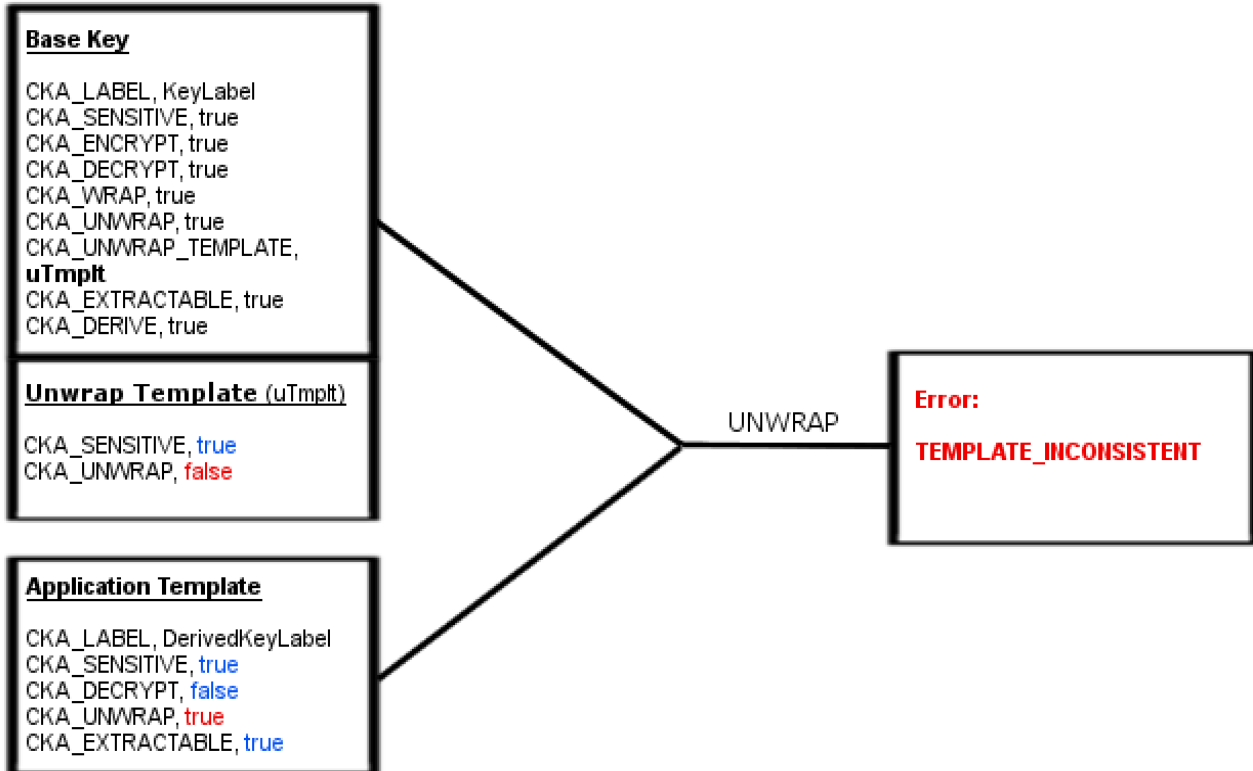 Base Key
CKA_LABEL, KeyLabel
CKA_SENSITIVE, true
CKA_ENCRYPT, true
CKA_DECRYPT, true
CKA_WRAP, true
CKA_UNWRAP, true
CKA_UNWRAP_TEMPLATE,
uTmplt
CKA_EXTRACTABLE, true
CKA_DERIVE, true
Unwrap Template (uTmplt)
CKA_SENSITIVE, true
CKA_UNWRAP, false
Application Template
CKA_LABEL, DerivedKeyLabel
CKA_SENSITIVE, true
CKA_DECRYPT, false
CKA_UNWRAP, true
CKA_EXTRACTABLE, true
UNWRAP
Error:
TEMPLATE_INCONSISTENT